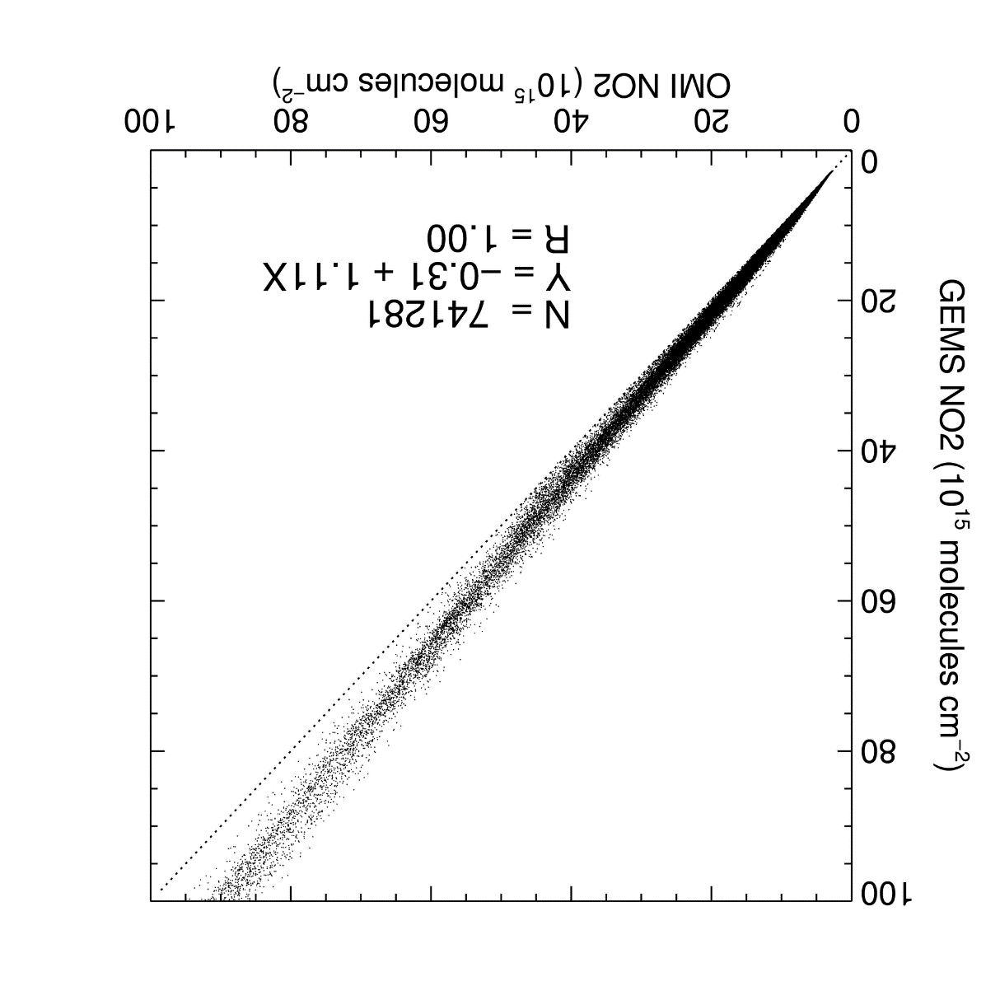 100
80
60
40
20
0
GEMS NO2 (10¹⁵ molecules cm⁻²)
N = 741281
Y = −0.31 + 1.11X
R = 1.00
0 20 40 60 80 100
OMI NO2 (10¹⁵ molecules cm⁻²)